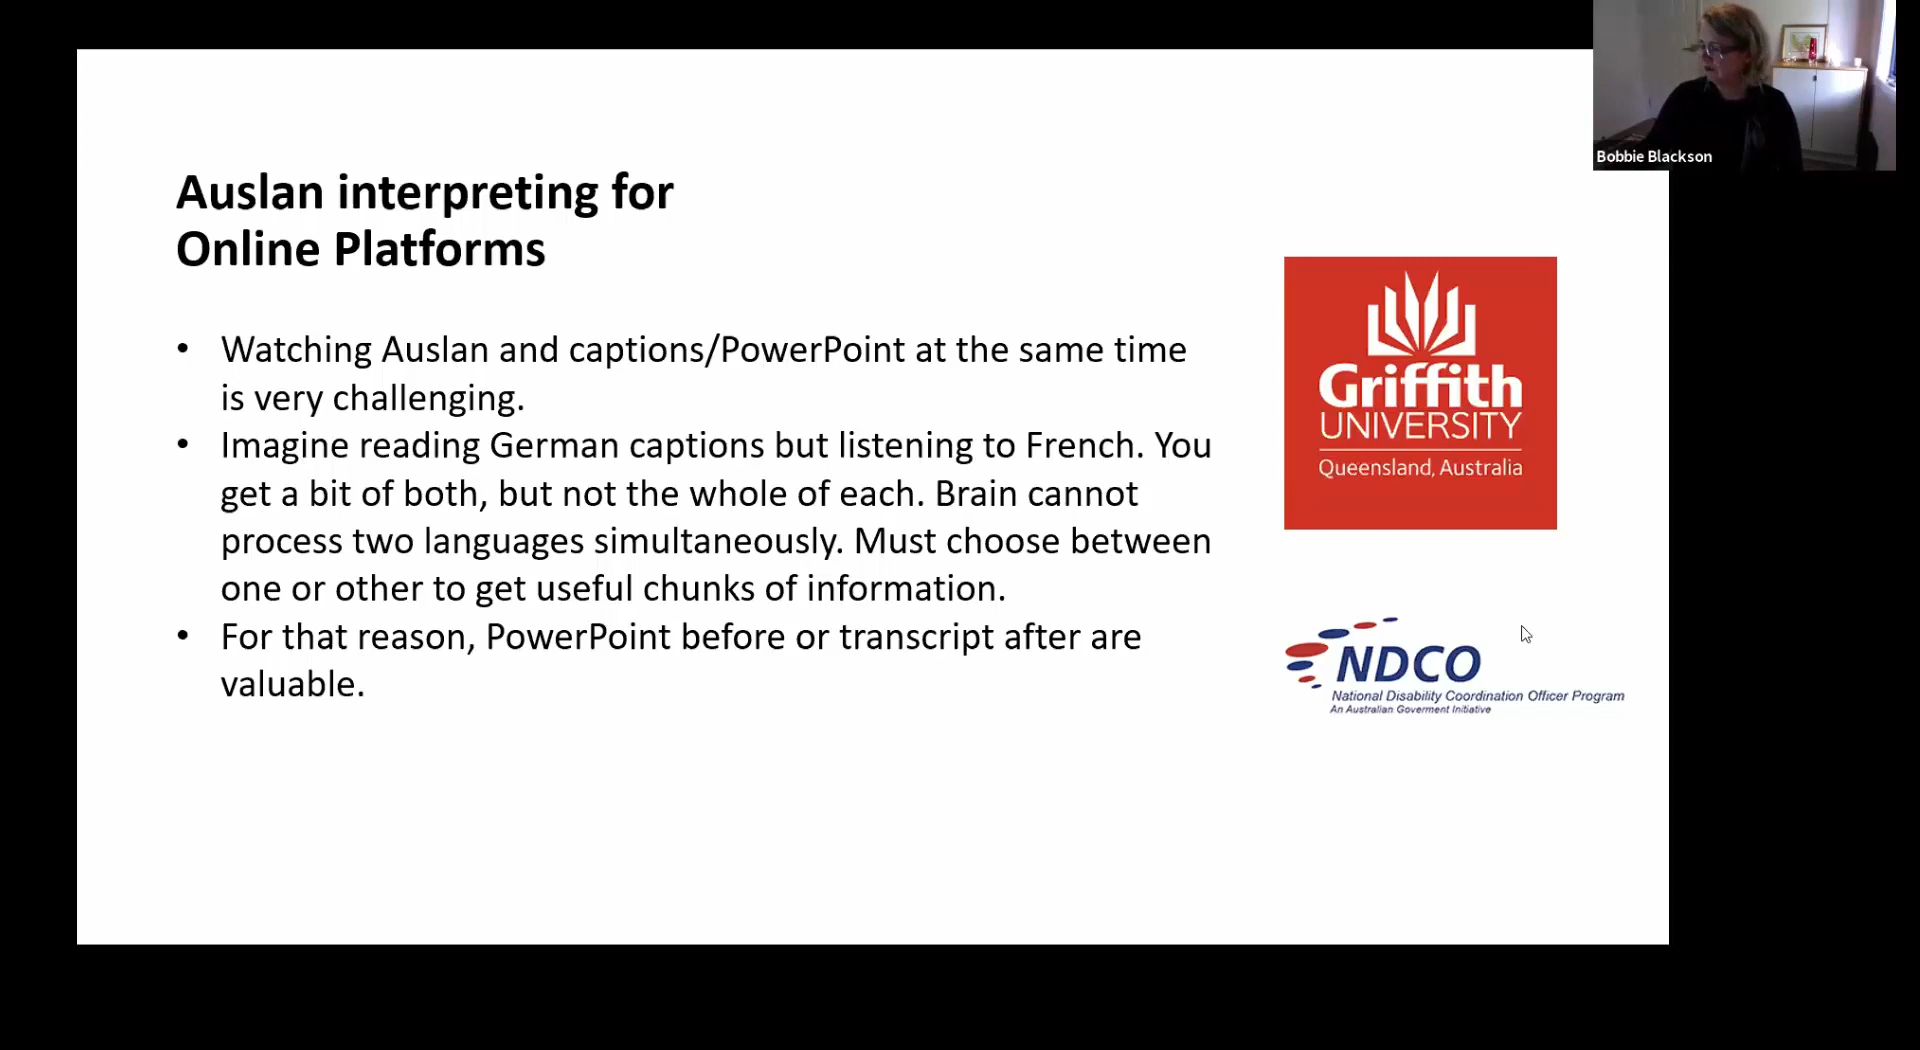 Bobbie Blackson
Auslan interpreting for
Online Platforms
• Watching Auslan and captions/PowerPoint at the same time
is very challenging.
• Imagine reading German captions but listening to French. You
get a bit of both, but not the whole of each. Brain cannot
process two languages simultaneously. Must choose between
one or other to get useful chunks of information.
• For that reason, PowerPoint before or transcript after are
valuable.
Griffith
UNIVERSITY
Queensland, Australia
NDCO
National Disability Coordination Officer Program
An Australian Goverment Initiative